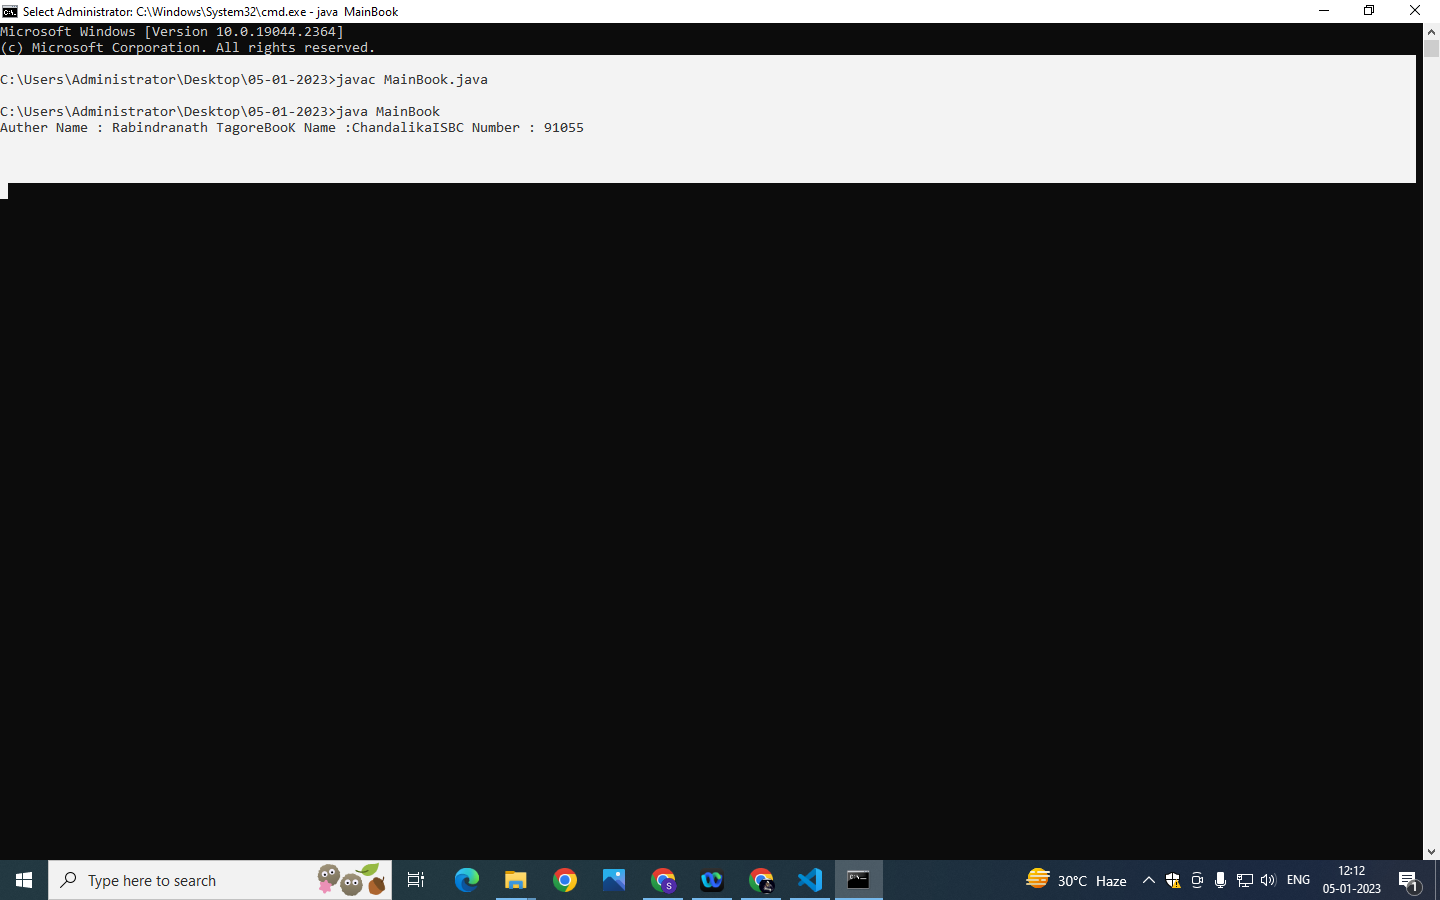 Select Administrator: C:\Windows\System32\cmd.exe - java  MainBook
Microsoft Windows [Version 10.0.19044.2364]
(c) Microsoft Corporation. All rights reserved.
C:\Users\Administrator\Desktop\05-01-2023>javac MainBook.java
C:\Users\Administrator\Desktop\05-01-2023>java MainBook
Auther Name : Rabindranath TagoreBooK Name :ChandalikaISBC Number : 91055
Type here to search
S
30°C Haze
ENG
12:12
05-01-2023
1